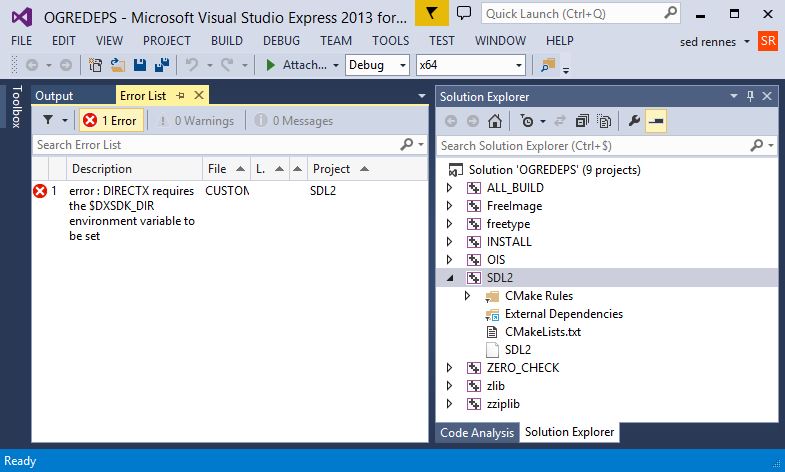 OGREDEPS - Microsoft Visual Studio Express 2013 for...
Quick Launch (Ctrl+Q)
FILE EDIT VIEW PROJECT BUILD DEBUG TEAM TOOLS TEST WINDOW HELP sed rennes SR
Attach... Debug x64
Toolbox
Output Error List
1 Error 0 Warnings 0 Messages
Search Error List
Description File L. Project
1 error : DIRECTX requires CUSTOM SDL2
the $DXSDK_DIR
environment variable to
be set
Solution Explorer
Search Solution Explorer (Ctrl+$)
Solution 'OGREDEPS' (9 projects)
ALL_BUILD
FreeImage
freetype
INSTALL
OIS
SDL2
CMake Rules
External Dependencies
CMakeLists.txt
SDL2
ZERO_CHECK
zlib
zziplib
Code Analysis Solution Explorer
Ready